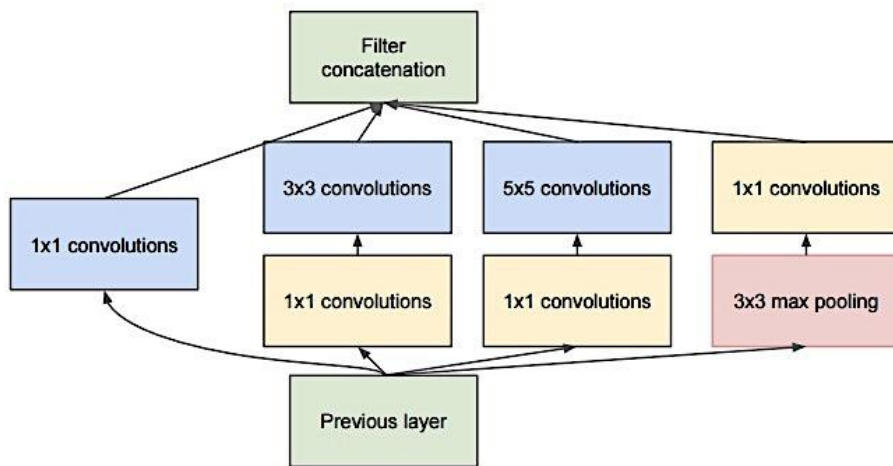 Filter
concatenation
3x3 convolutions
5x5 convolutions
1x1 convolutions
1x1 convolutions
1x1 convolutions
1x1 convolutions
3x3 max pooling
Previous layer